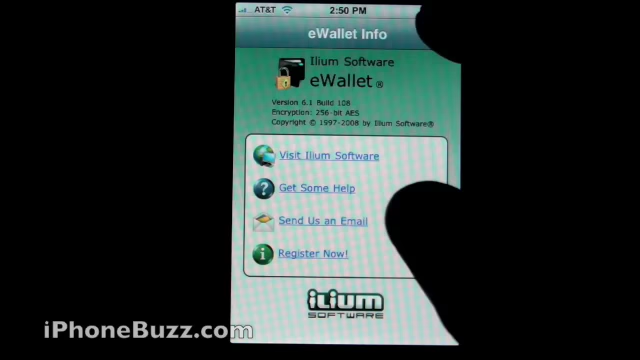 AT&T 2:50 PM
eWallet Info
Ilium Software
eWallet ®
Version 6.1 Build 108
Encryption: 256-bit AES
Copyright © 1997-2008 by Ilium Software®
Visit Ilium Software
Get Some Help
Send Us an Email
Register Now!
iLIUM
SOFTWARE
iPhoneBuzz.com